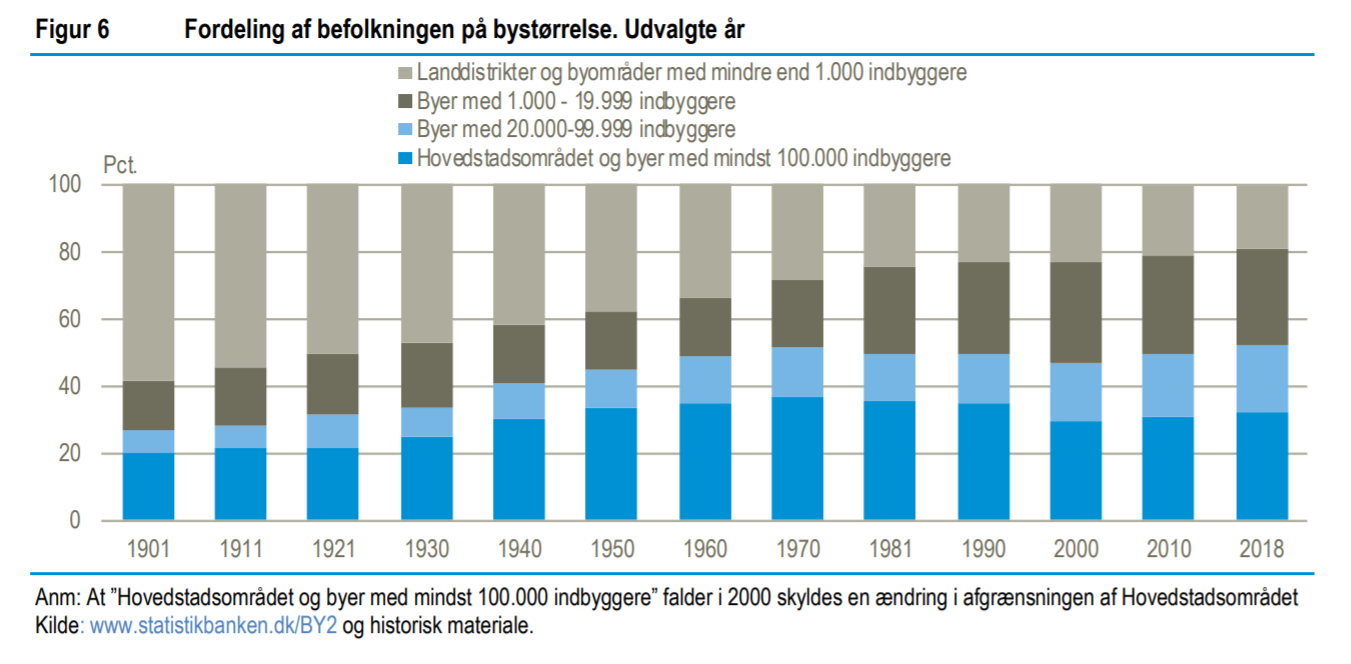 Figur 6 Fordeling af befolkningen på bystørrelse. Udvalgte år
Landdistrikter og byområder med mindre end 1.000 indbyggere
Byer med 1.000 - 19.999 indbyggere
Byer med 20.000-99.999 indbyggere
Hovedstadsområdet og byer med mindst 100.000 indbyggere
Pct.
100
80
60
40
20
0
1901 1911 1921 1930 1940 1950 1960 1970 1981 1990 2000 2010 2018
Anm: At ”Hovedstadsområdet og byer med mindst 100.000 indbyggere” falder i 2000 skyldes en ændring i afgrænsningen af Hovedstadsområdet
Kilde: www.statistikbanken.dk/BY2 og historisk materiale.